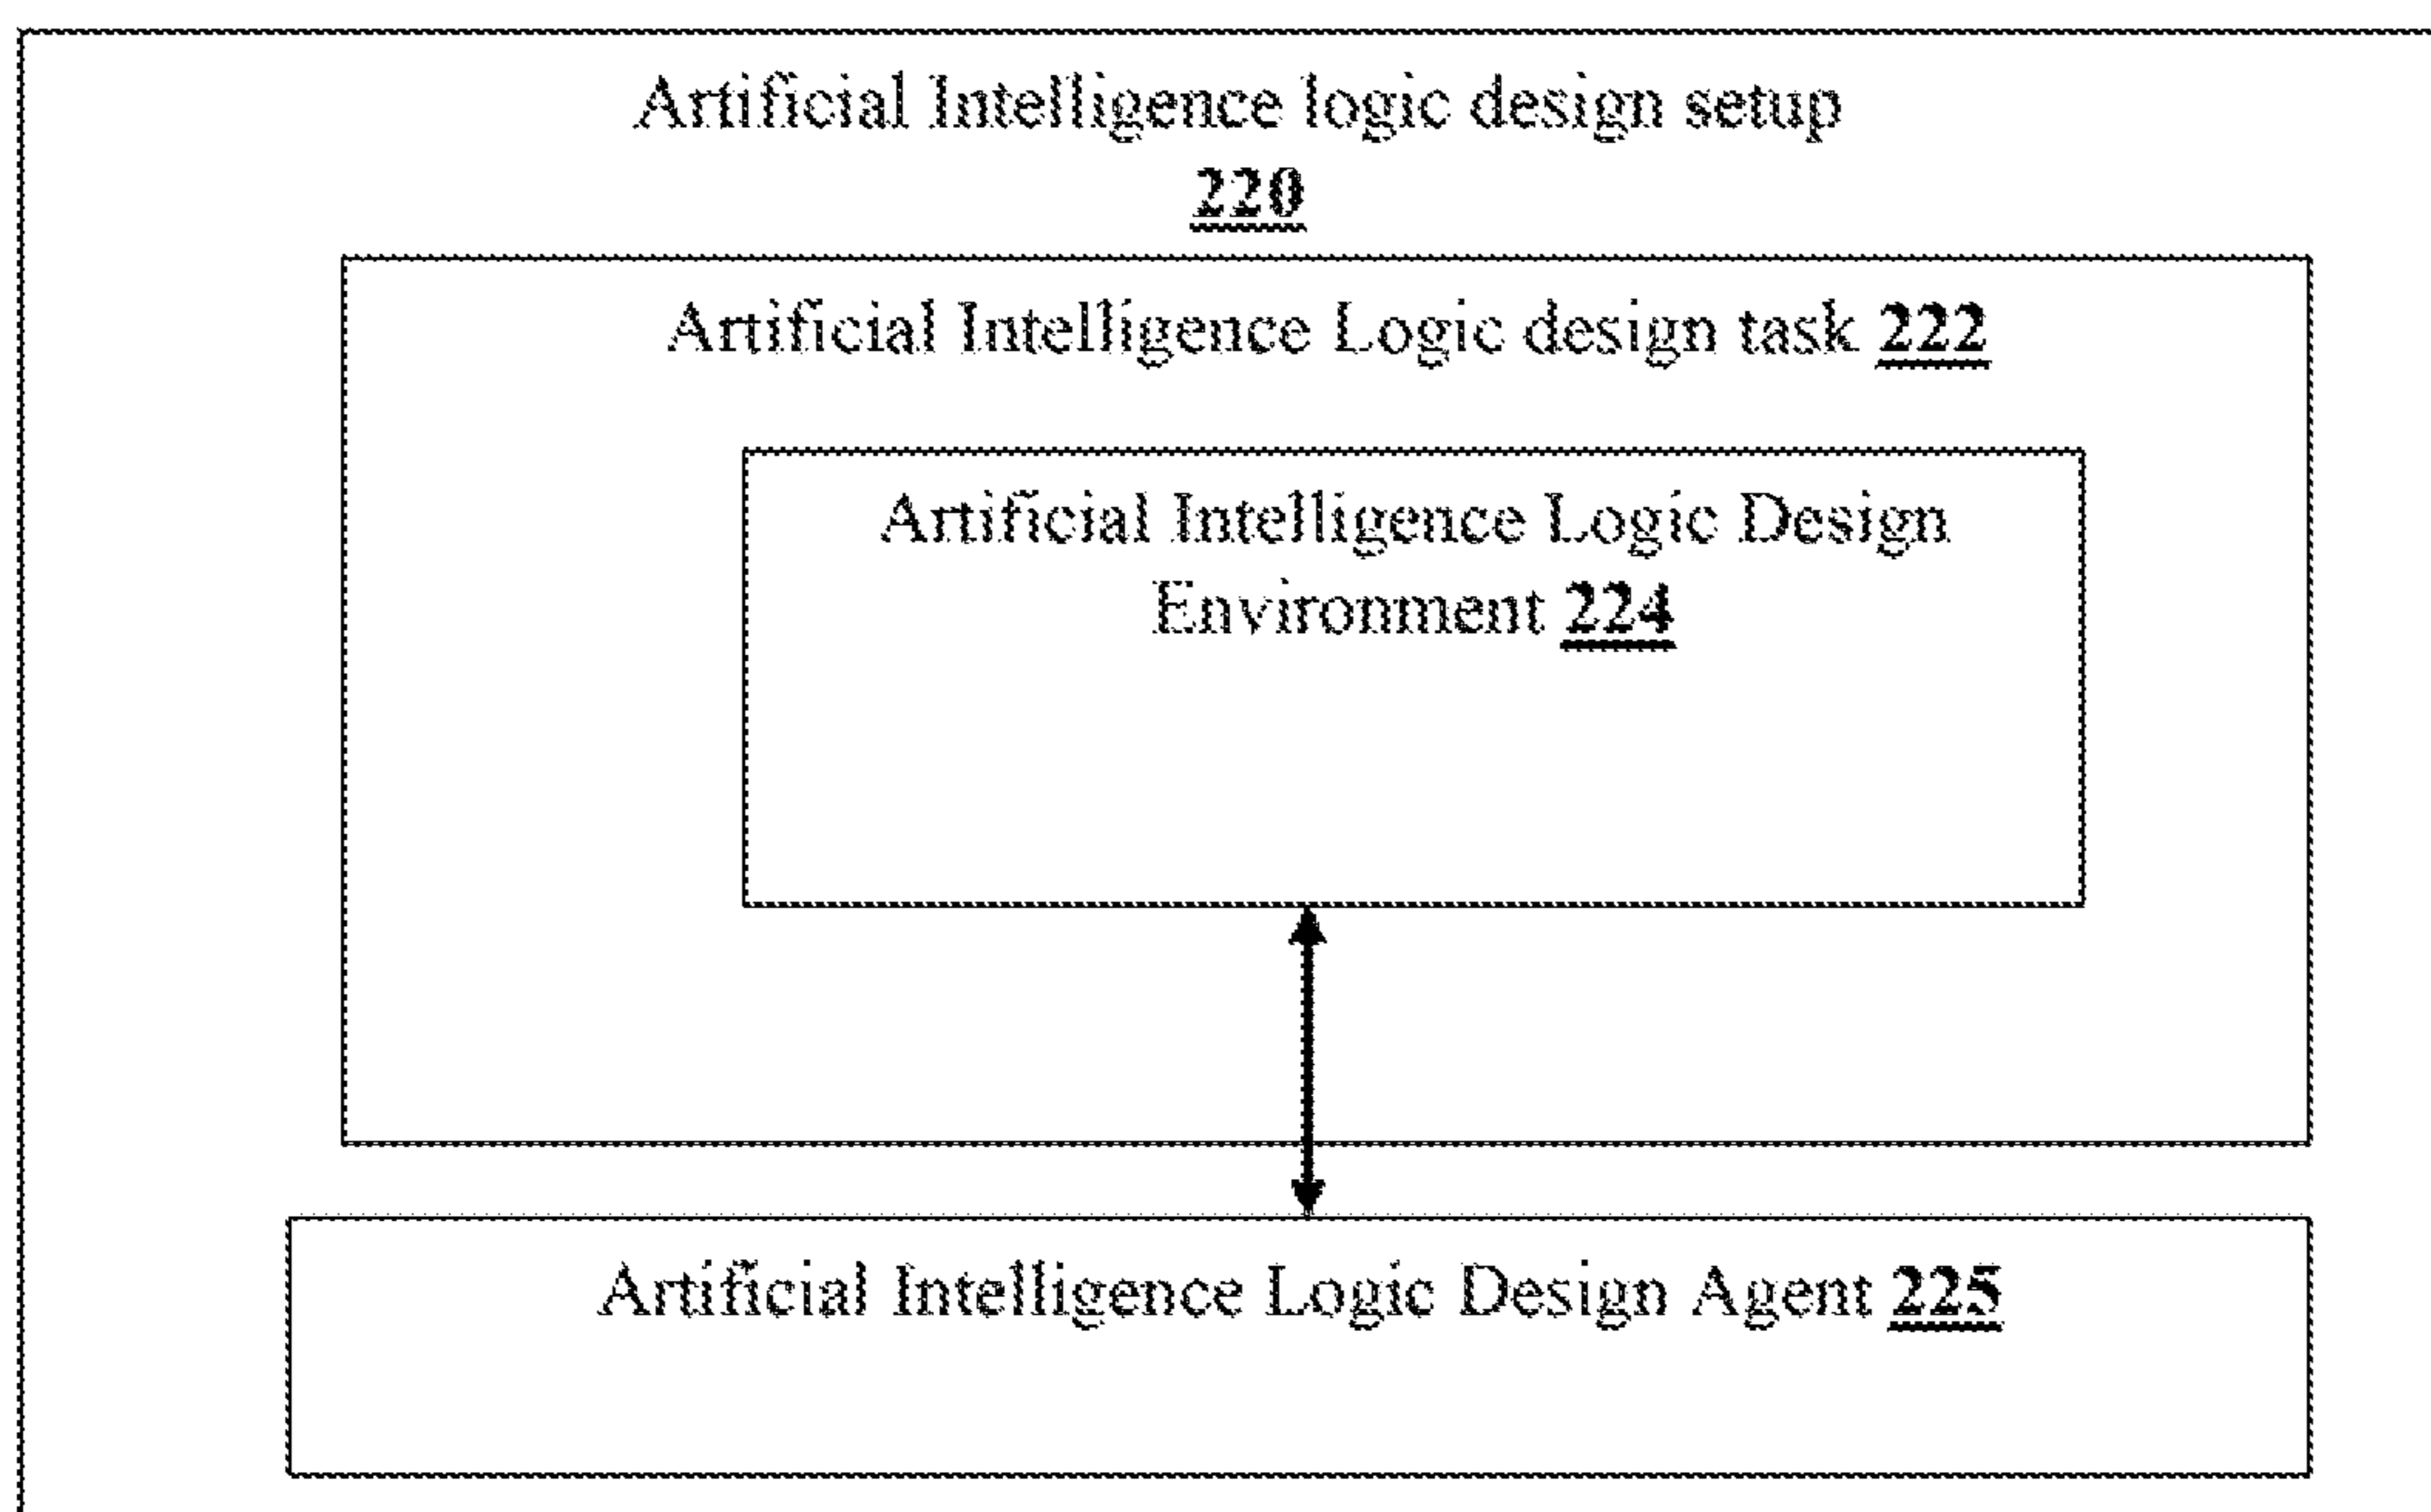 Artificial Intelligence logic design setup
220
Artificial Intelligence Logic design task 222
Artificial Intelligence Logic Design
Environment 224
Artificial Intelligence Logic Design Agent 225